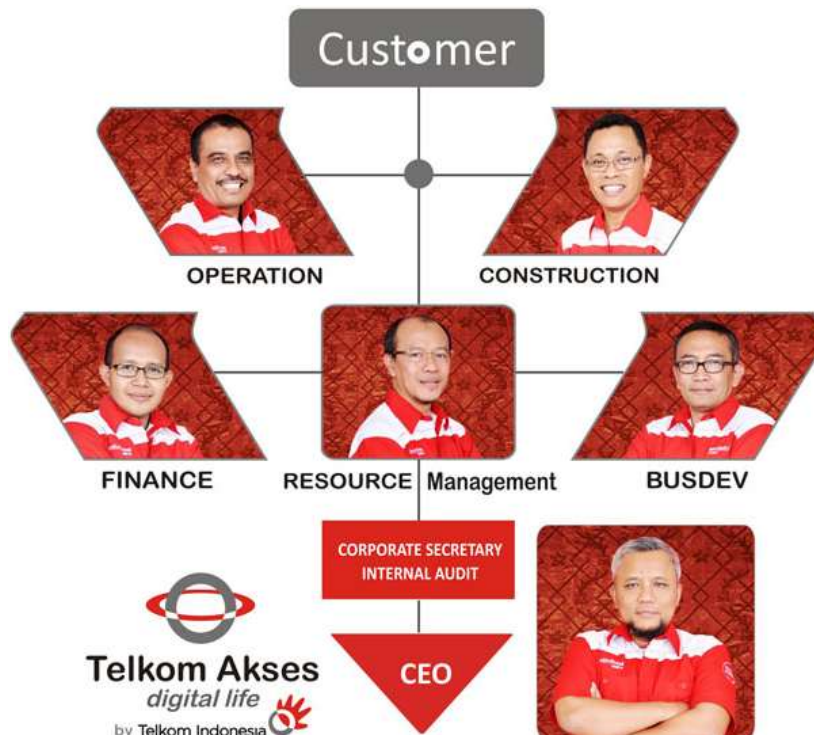 Customer
OPERATION
CONSTRUCTION
FINANCE
RESOURCE Management
BUSDEV
CORPORATE SECRETARY
INTERNAL AUDIT
CEO
Telkom Akses
digital life
by Telkom Indonesia